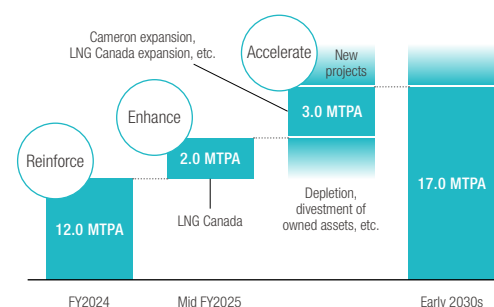 Cameron expansion,
LNG Canada expansion, etc.
Accelerate
New
projects
Enhance
3.0 MTPA
Reinforce
2.0 MTPA
LNG Canada
Depletion,
divestment of
owned assets, etc.
17.0 MTPA
12.0 MTPA
FY2024
Mid FY2025
Early 2030s